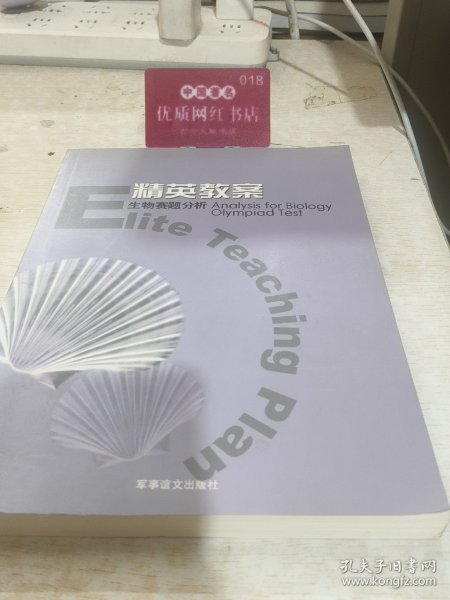 018
中国著名
优质网红书店
精英教案
生物赛题分析 Analysis for Biology
Olympiad Test
Elite Teaching Plan
军事谊文出版社
孔夫子旧书网
www.kongfz.com